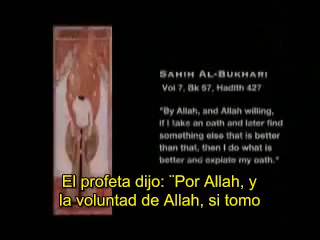 SAHIH AL-BUKHARI
Vol 7, Bk 67, Hadith 427
"By Allah, and Allah willing,
if I take an oath and later find
something else that is better
than that, then I do what is
better and expiate my oath."
El profeta dijo: ¨Por Allah, y
la voluntad de Allah, si tomo